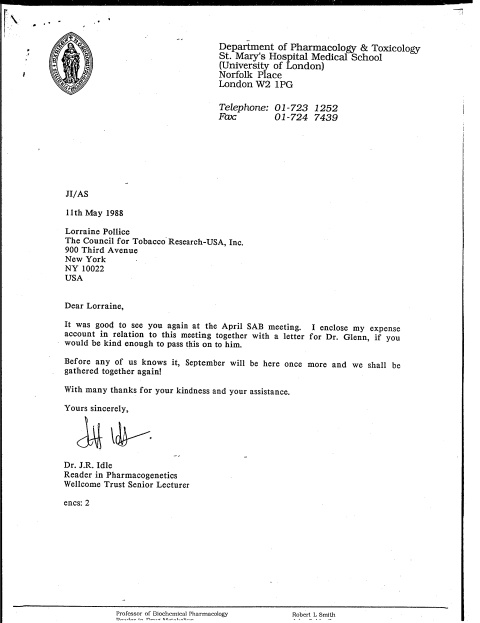 Department of Pharmacology & Toxicology
St. Mary's Hospital Medical School
(University of London)
Norfolk Place
London W2 1PG
Telephone: 01-723 1252
Fax: 01-724 7439
JI/AS
11th May 1988
Lorraine Pollice
The Council for Tobacco Research-USA, Inc.
900 Third Avenue
New York
NY 10022
USA
Dear Lorraine,
It was good to see you again at the April SAB meeting. I enclose my expense
account in relation to this meeting together with a letter for Dr. Glenn, if you
would be kind enough to pass this on to him.
Before any of us knows it, September will be here once more and we shall be
gathered together again!
With many thanks for your kindness and your assistance.
Yours sincerely,
Dr. J.R. Idle
Reader in Pharmacogenetics
Wellcome Trust Senior Lecturer
encs: 2
Professor of Biochemical Pharmacology Robert L Smith